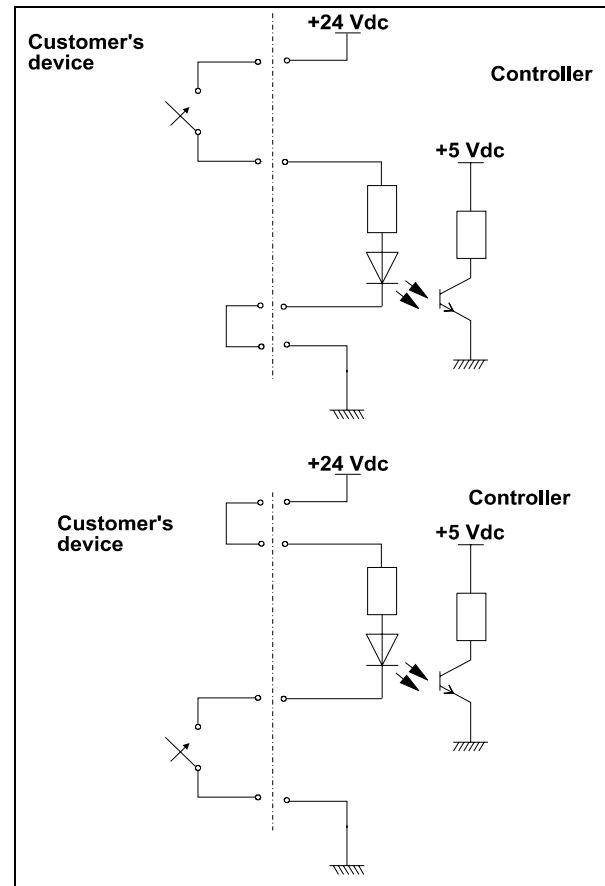 +24 Vdc
Customer's
device
Controller
+5 Vdc
+24 Vdc
Controller
Customer's
device
+5 Vdc